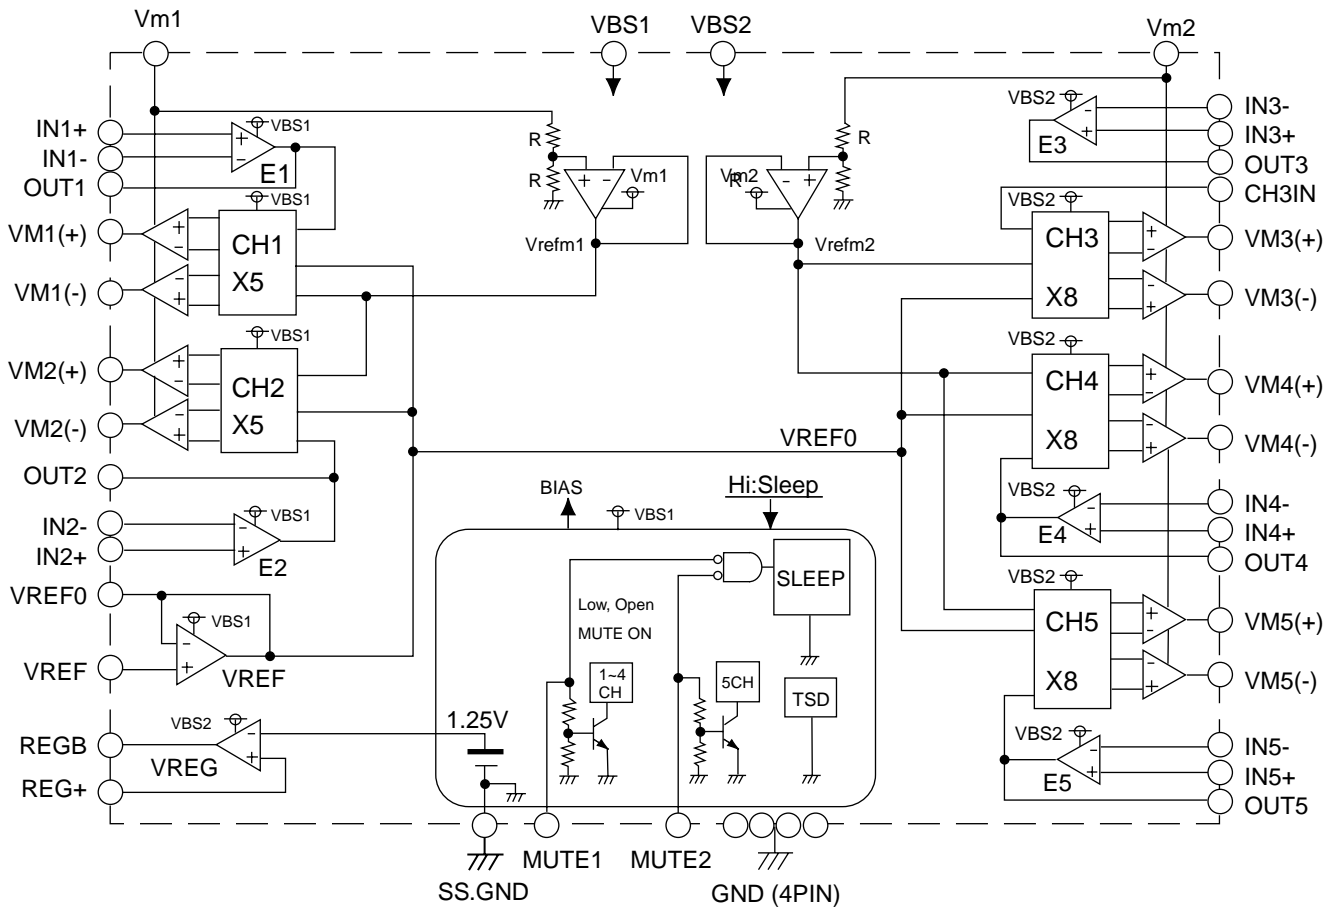 Vm1
VBS1
VBS2
Vm2
IN1+
IN1-
OUT1
VM1(+)
VM1(-)
VM2(+)
VM2(-)
OUT2
IN2-
IN2+
VREF0
VREF
REGB
REG+
VBS1
+
-
E1
VBS1
CH1
X5
+
-
-
+
VBS1
CH2
X5
+
-
-
+
VBS1
-
+
E2
VBS1
-
+
VREF
VBS2
-
+
VREG
1.25V
R
R
+ -
Vm1
Vrefm1
R
R
Vm2
- +
Vrefm2
VREF0
BIAS
VBS1
Hi:Sleep
SLEEP
Low, Open
MUTE ON
1~4
CH
5CH
TSD
VBS2
-
+
E3
VBS2
CH3
X8
+
-
-
+
VBS2
CH4
X8
+
-
-
+
VBS2
-
+
E4
VBS2
CH5
X8
+
-
-
+
VBS2
-
+
E5
IN3-
IN3+
OUT3
CH3IN
VM3(+)
VM3(-)
VM4(+)
VM4(-)
IN4-
IN4+
OUT4
VM5(+)
VM5(-)
IN5-
IN5+
OUT5
SS.GND
MUTE1
MUTE2
GND (4PIN)